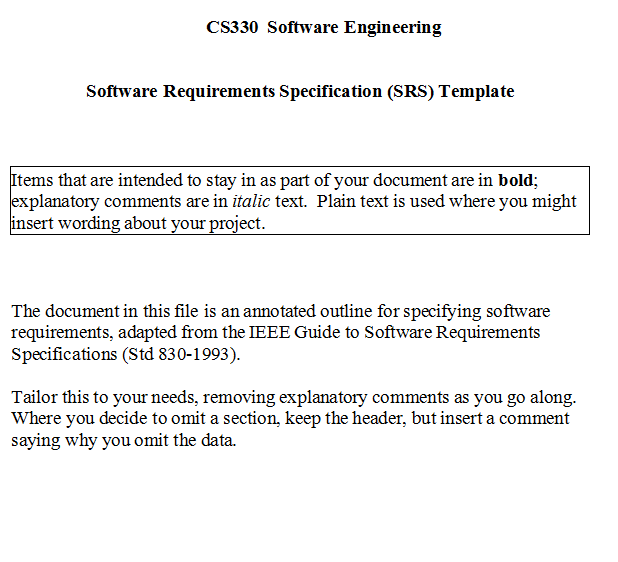 CS330  Software Engineering
Software Requirements Specification (SRS) Template
Items that are intended to stay in as part of your document are in bold;
explanatory comments are in italic text.  Plain text is used where you might
insert wording about your project.
The document in this file is an annotated outline for specifying software
requirements, adapted from the IEEE Guide to Software Requirements
Specifications (Std 830-1993).
Tailor this to your needs, removing explanatory comments as you go along.
Where you decide to omit a section, keep the header, but insert a comment
saying why you omit the data.